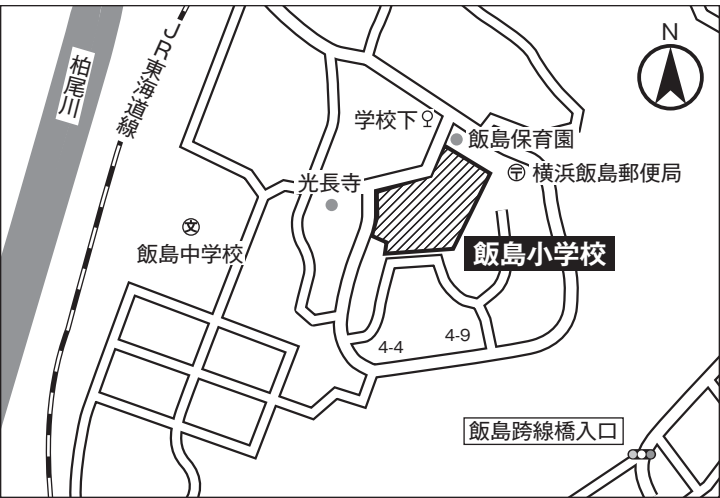 柏尾川
JR東海道線
N
学校下
飯島保育園
〒 横浜飯島郵便局
光長寺
文
飯島中学校
飯島小学校
4-4
4-9
飯島跨線橋入口